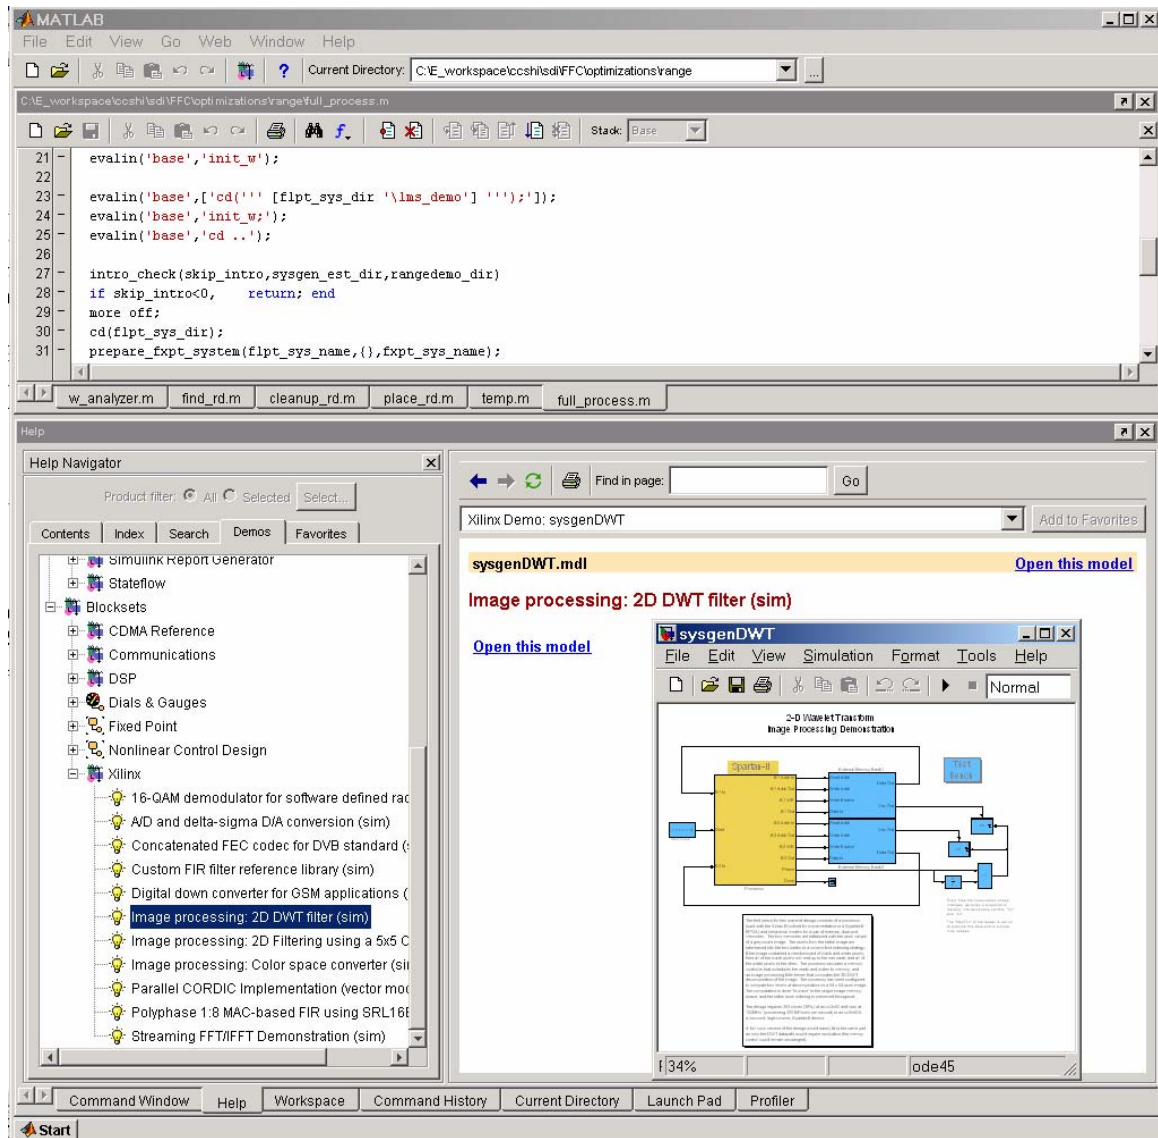 MATLAB
File Edit View Go Web Window Help
Current Directory: C:\E_workspace\ccshi\sdi\FFC\optimizations\range
C:\E_workspace\ccshi\sdi\FFC\optimizations\range\full_process.m
Stack: Base
21 - evalin('base','init_w');
22
23 - evalin('base',['cd(''' [flpt_sys_dir '\lms_demo'] ''');']);
24 - evalin('base','init_w;');
25 - evalin('base','cd ..');
26
27 - intro_check(skip_intro,sysgen_est_dir,rangedemo_dir)
28 - if skip_intro<0, return; end
29 - more off;
30 - cd(flpt_sys_dir);
31 - prepare_fxpt_system(flpt_sys_name,{},fxpt_sys_name);
w_analyzer.m find_rd.m cleanup_rd.m place_rd.m temp.m full_process.m
Help
Help Navigator
Product filter: All Selected Select...
Contents Index Search Demos Favorites
Simulink Report Generator
Stateflow
Blocksets
CDMA Reference
Communications
DSP
Dials & Gauges
Fixed Point
Nonlinear Control Design
Xilinx
16-QAM demodulator for software defined rac
A/D and delta-sigma D/A conversion (sim)
Concatenated FEC codec for DVB standard (
Custom FIR filter reference library (sim)
Digital down converter for GSM applications (
Image processing: 2D DWT filter (sim)
Image processing: 2D Filtering using a 5x5 C
Image processing: Color space converter (si
Parallel CORDIC Implementation (vector mo
Polyphase 1:8 MAC-based FIR using SRL16
Streaming FFT/IFFT Demonstration (sim)
Find in page: Go
Xilinx Demo: sysgenDWT Add to Favorites
sysgenDWT.mdl Open this model
Image processing: 2D DWT filter (sim)
Open this model
sysgenDWT
File Edit View Simulation Format Tools Help
Normal
2-D Wavelet Transform
Image Processing Demonstration
Spartan-II
Test
Bench
34% ode45
Command Window Help Workspace Command History Current Directory Launch Pad Profiler
Start